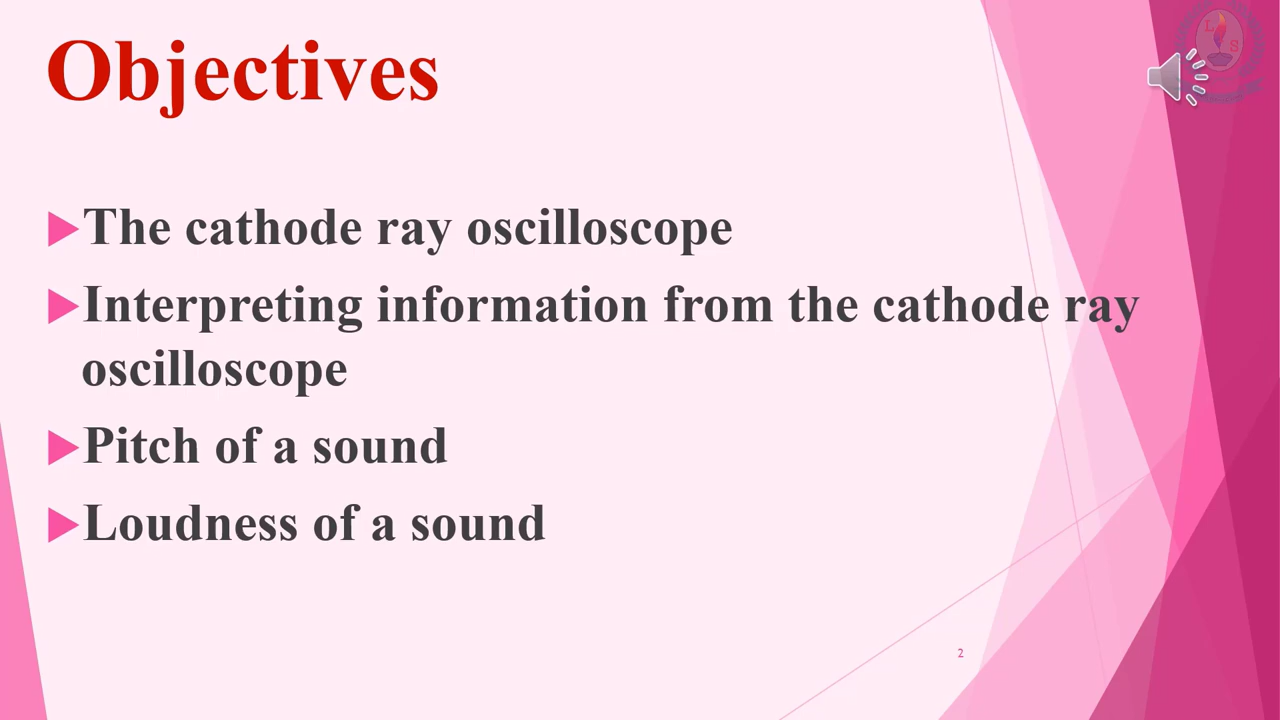 Objectives
L
S
The cathode ray oscilloscope
Interpreting information from the cathode ray
oscilloscope
Pitch of a sound
Loudness of a sound
2